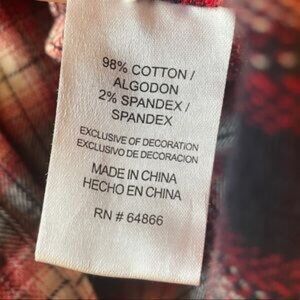 98% COTTON /
ALGODON
2% SPANDEX /
SPANDEX
EXCLUSIVE OF DECORATION
EXCLUSIVO DE DECORACION
MADE IN CHINA
HECHO EN CHINA
RN # 64866